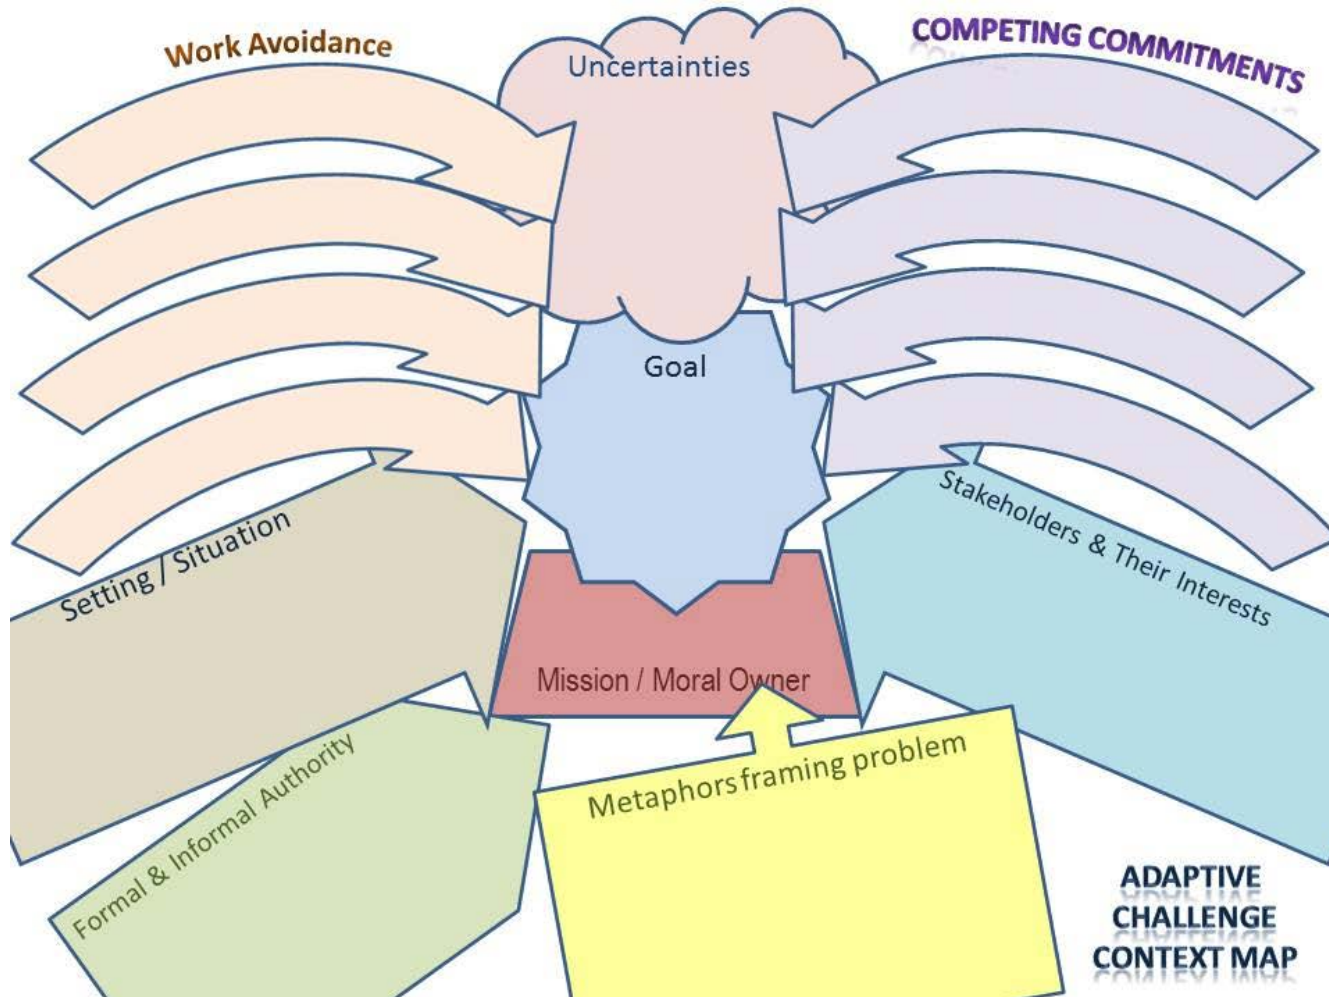 Work Avoidance
COMPETING COMMITMENTS
Uncertainties
Goal
Setting / Situation
Stakeholders & Their Interests
Mission / Moral Owner
Formal & Informal Authority
Metaphors framing problem
ADAPTIVE
CHALLENGE
CONTEXT MAP